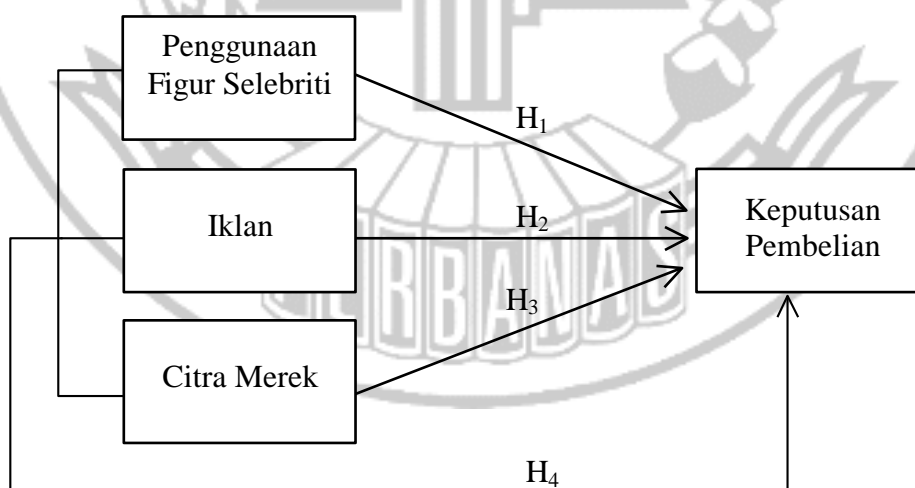 Penggunaan
Figur Selebriti
H₁
Iklan
H₂
Keputusan
Pembelian
H₃
Citra Merek
H₄